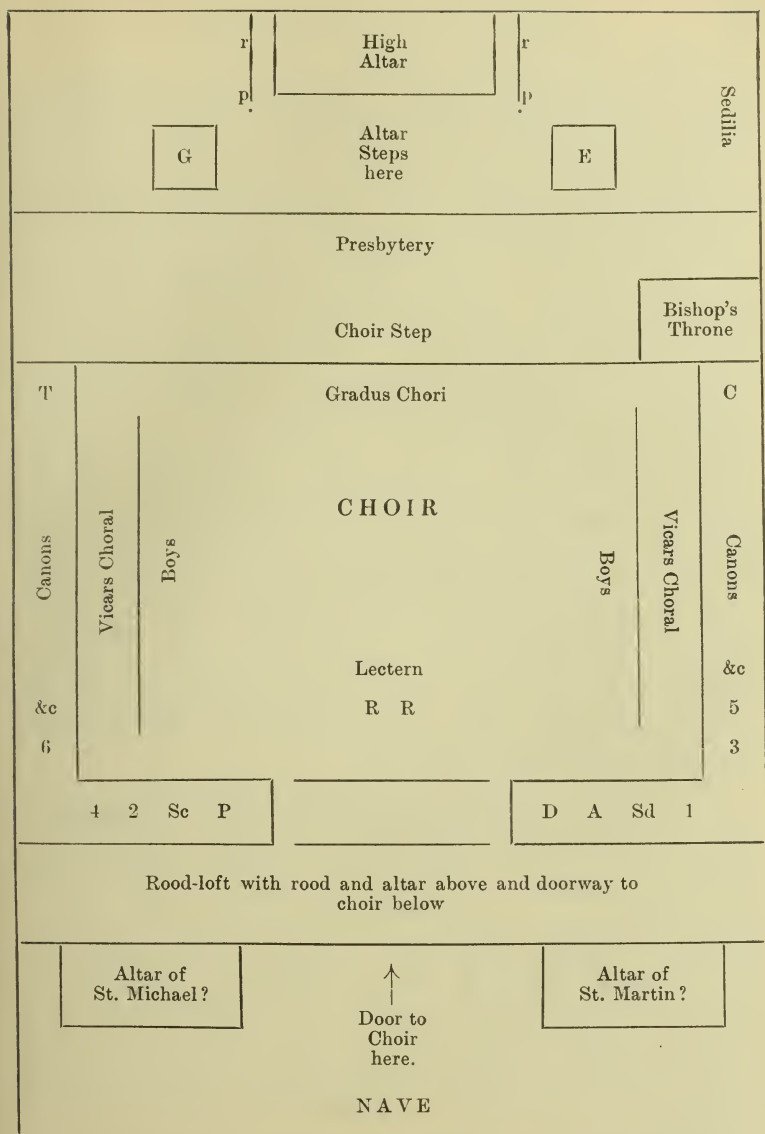 r
High
Altar
r
p
p
Sedilia
G
Altar
Steps
here
E
Presbytery
Bishop's
Throne
Choir Step
T
Gradus Chori
C
CHOIR
Canons
Vicars Choral
Boys
Boys
Vicars Choral
Canons
Lectern
&c
&c
R R
5
6
3
4 2 Sc P
D A Sd 1
Rood-loft with rood and altar above and doorway to
choir below
Altar of
St. Michael?
Altar of
St. Martin?
Door to
Choir
here.
NAVE